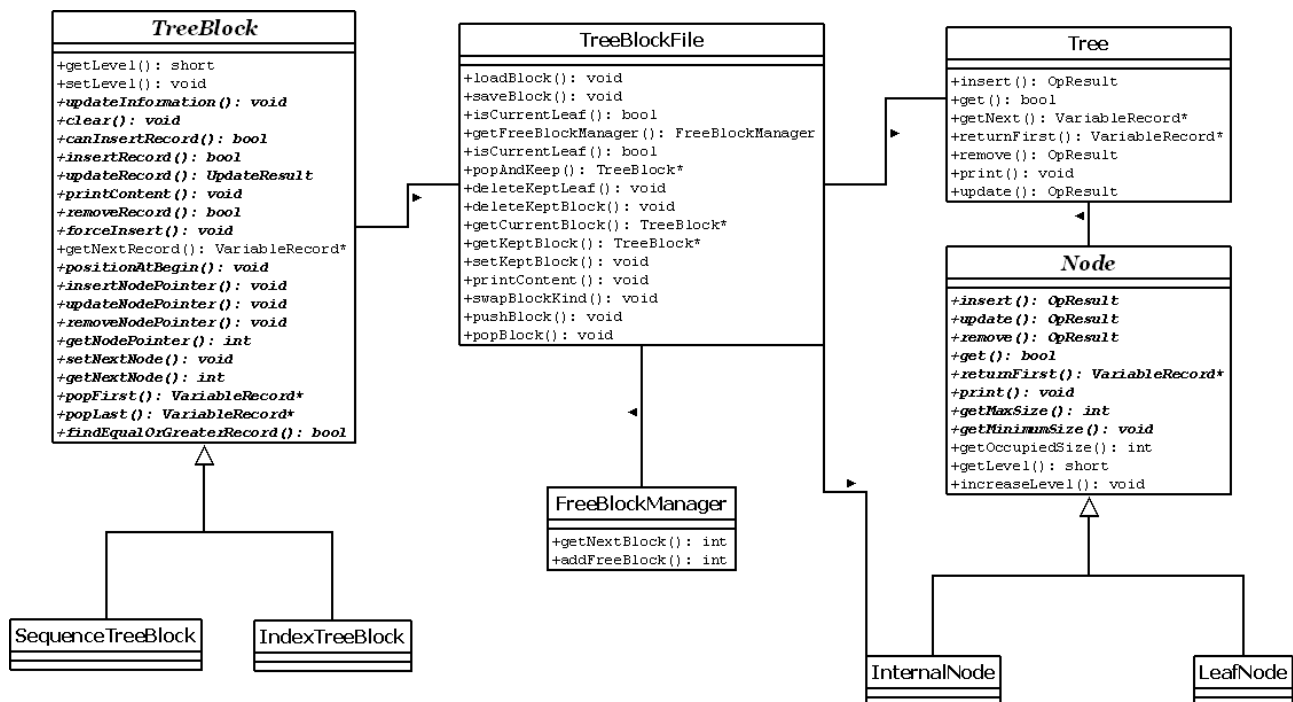 TreeBlock
+getLevel(): short
+setLevel(): void
+updateInformation(): void
+clear(): void
+canInsertRecord(): bool
+insertRecord(): bool
+updateRecord(): UpdateResult
+printContent(): void
+removeRecord(): bool
+forceInsert(): void
+getNextRecord(): VariableRecord*
+positionAtBegin(): void
+insertNodePointer(): void
+updateNodePointer(): void
+removeNodePointer(): void
+getNodePointer(): int
+setNextNode(): void
+getNextNode(): int
+popFirst(): VariableRecord*
+popLast(): VariableRecord*
+findEqualOrGreaterRecord(): bool
SequenceTreeBlock
IndexTreeBlock
TreeBlockFile
+loadBlock(): void
+saveBlock(): void
+isCurrentLeaf(): bool
+getFreeBlockManager(): FreeBlockManager
+isCurrentLeaf(): bool
+popAndKeep(): TreeBlock*
+deleteKeptLeaf(): void
+deleteKeptBlock(): void
+getCurrentBlock(): TreeBlock*
+getKeptBlock(): TreeBlock*
+setKeptBlock(): void
+printContent(): void
+swapBlockKind(): void
+pushBlock(): void
+popBlock(): void
FreeBlockManager
+getNextBlock(): int
+addFreeBlock(): int
Tree
+insert(): OpResult
+get(): bool
+getNext(): VariableRecord*
+returnFirst(): VariableRecord*
+remove(): OpResult
+print(): void
+update(): OpResult
Node
+insert(): OpResult
+update(): OpResult
+remove(): OpResult
+get(): bool
+returnFirst(): VariableRecord*
+print(): void
+getMaxSize(): int
+getMinimumSize(): void
+getOccupiedSize(): int
+getLevel(): short
+increaseLevel(): void
InternalNode
LeafNode